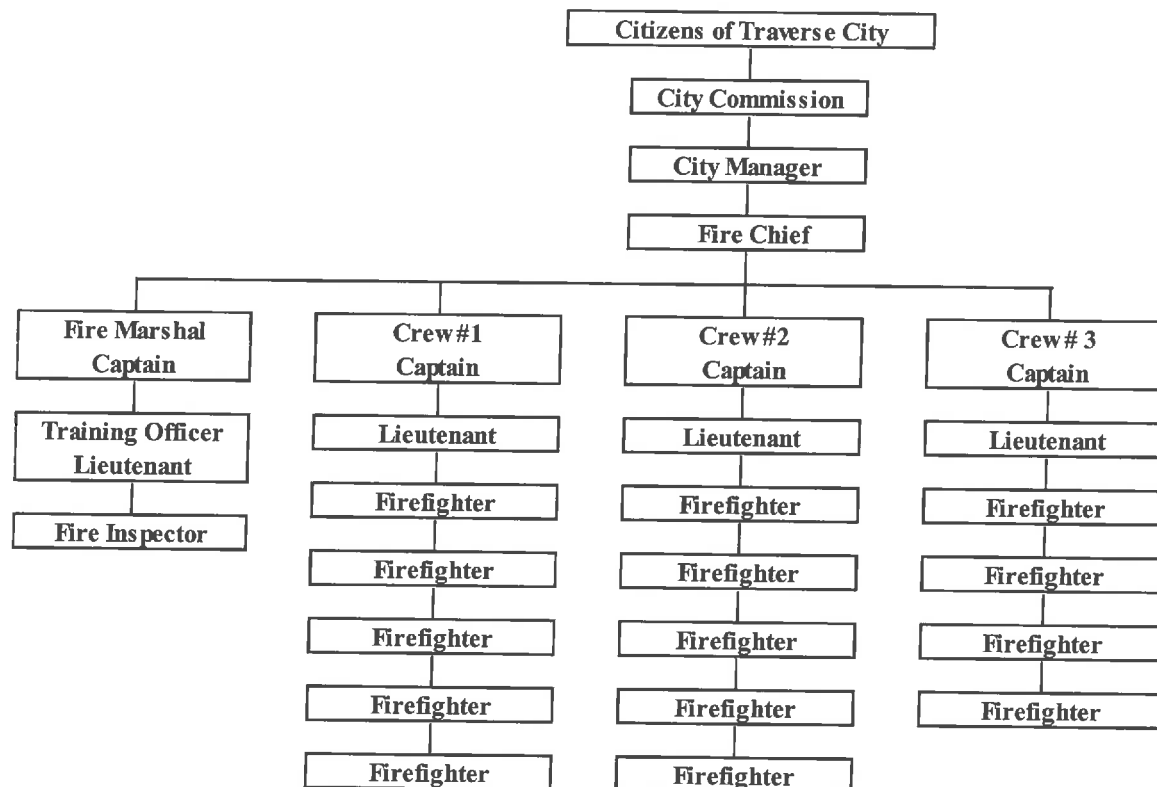 Citizens of Traverse City
City Commission
City Manager
Fire Chief
Fire Marshal
Captain
Training Officer
Lieutenant
Fire Inspector
Crew #1
Captain
Lieutenant
Firefighter
Firefighter
Firefighter
Firefighter
Firefighter
Crew #2
Captain
Lieutenant
Firefighter
Firefighter
Firefighter
Firefighter
Firefighter
Crew # 3
Captain
Lieutenant
Firefighter
Firefighter
Firefighter
Firefighter